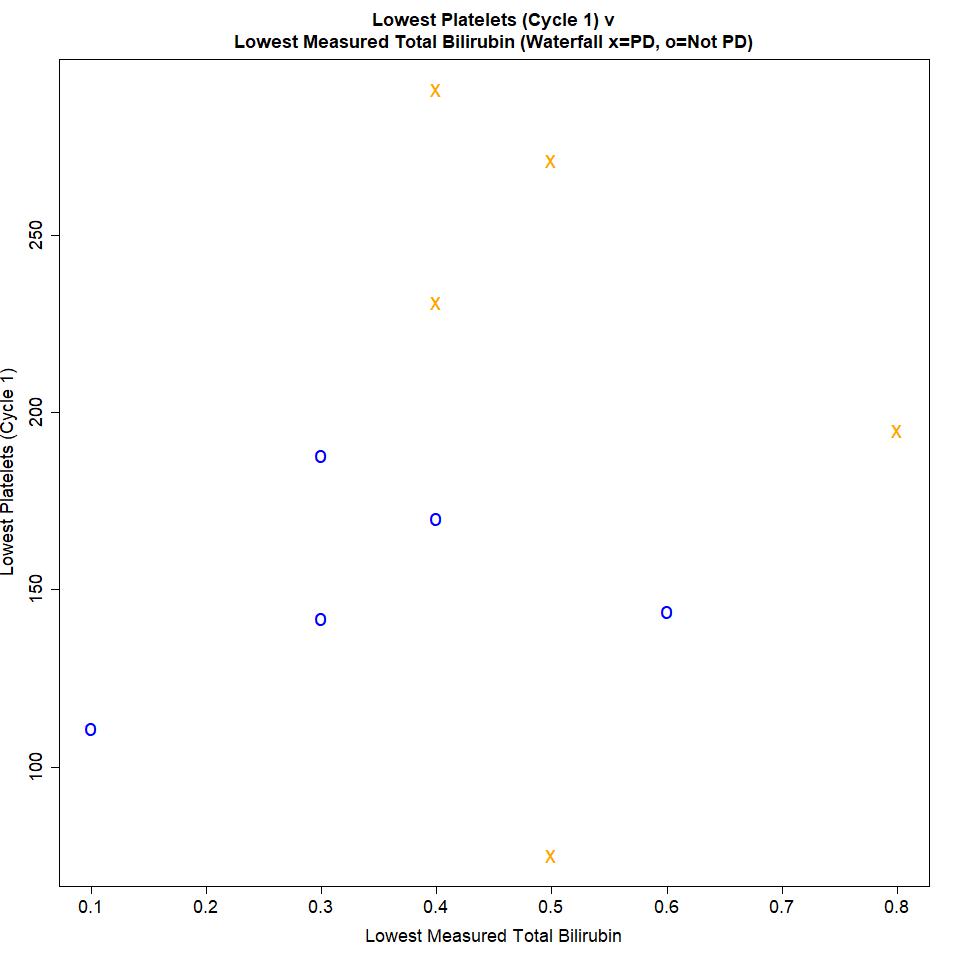 Lowest Platelets (Cycle 1) v
Lowest Measured Total Bilirubin (Waterfall x=PD, o=Not PD)
Lowest Platelets (Cycle 1)
250
200
150
100
X
X
X
X
O
O
O
O
O
X
0.1 0.2 0.3 0.4 0.5 0.6 0.7 0.8
Lowest Measured Total Bilirubin